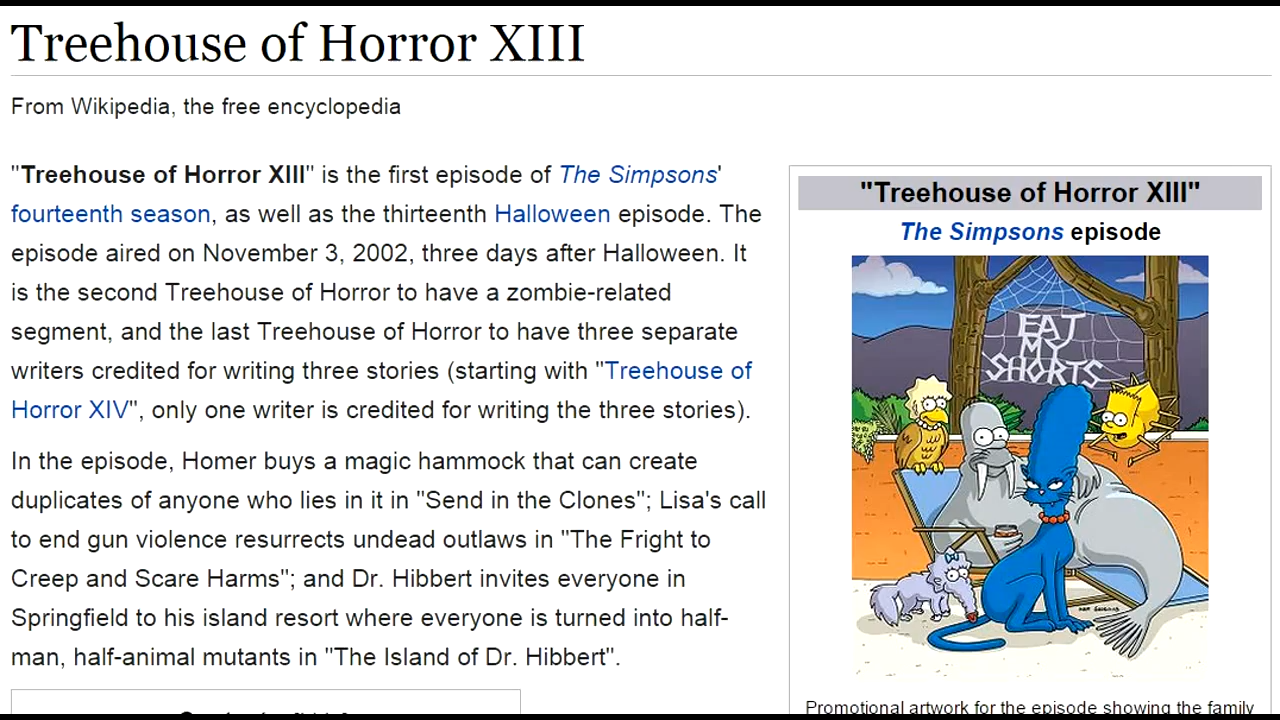 Treehouse of Horror XIII
From Wikipedia, the free encyclopedia
"Treehouse of Horror XIII" is the first episode of The Simpsons'
fourteenth season, as well as the thirteenth Halloween episode. The
episode aired on November 3, 2002, three days after Halloween. It
is the second Treehouse of Horror to have a zombie-related
segment, and the last Treehouse of Horror to have three separate
writers credited for writing three stories (starting with "Treehouse of
Horror XIV", only one writer is credited for writing the three stories).
In the episode, Homer buys a magic hammock that can create
duplicates of anyone who lies in it in "Send in the Clones"; Lisa's call
to end gun violence resurrects undead outlaws in "The Fright to
Creep and Scare Harms"; and Dr. Hibbert invites everyone in
Springfield to his island resort where everyone is turned into half-
man, half-animal mutants in "The Island of Dr. Hibbert".
"Treehouse of Horror XIII"
The Simpsons episode
EAT
MY
SHORTS
Promotional artwork for the episode showing the family